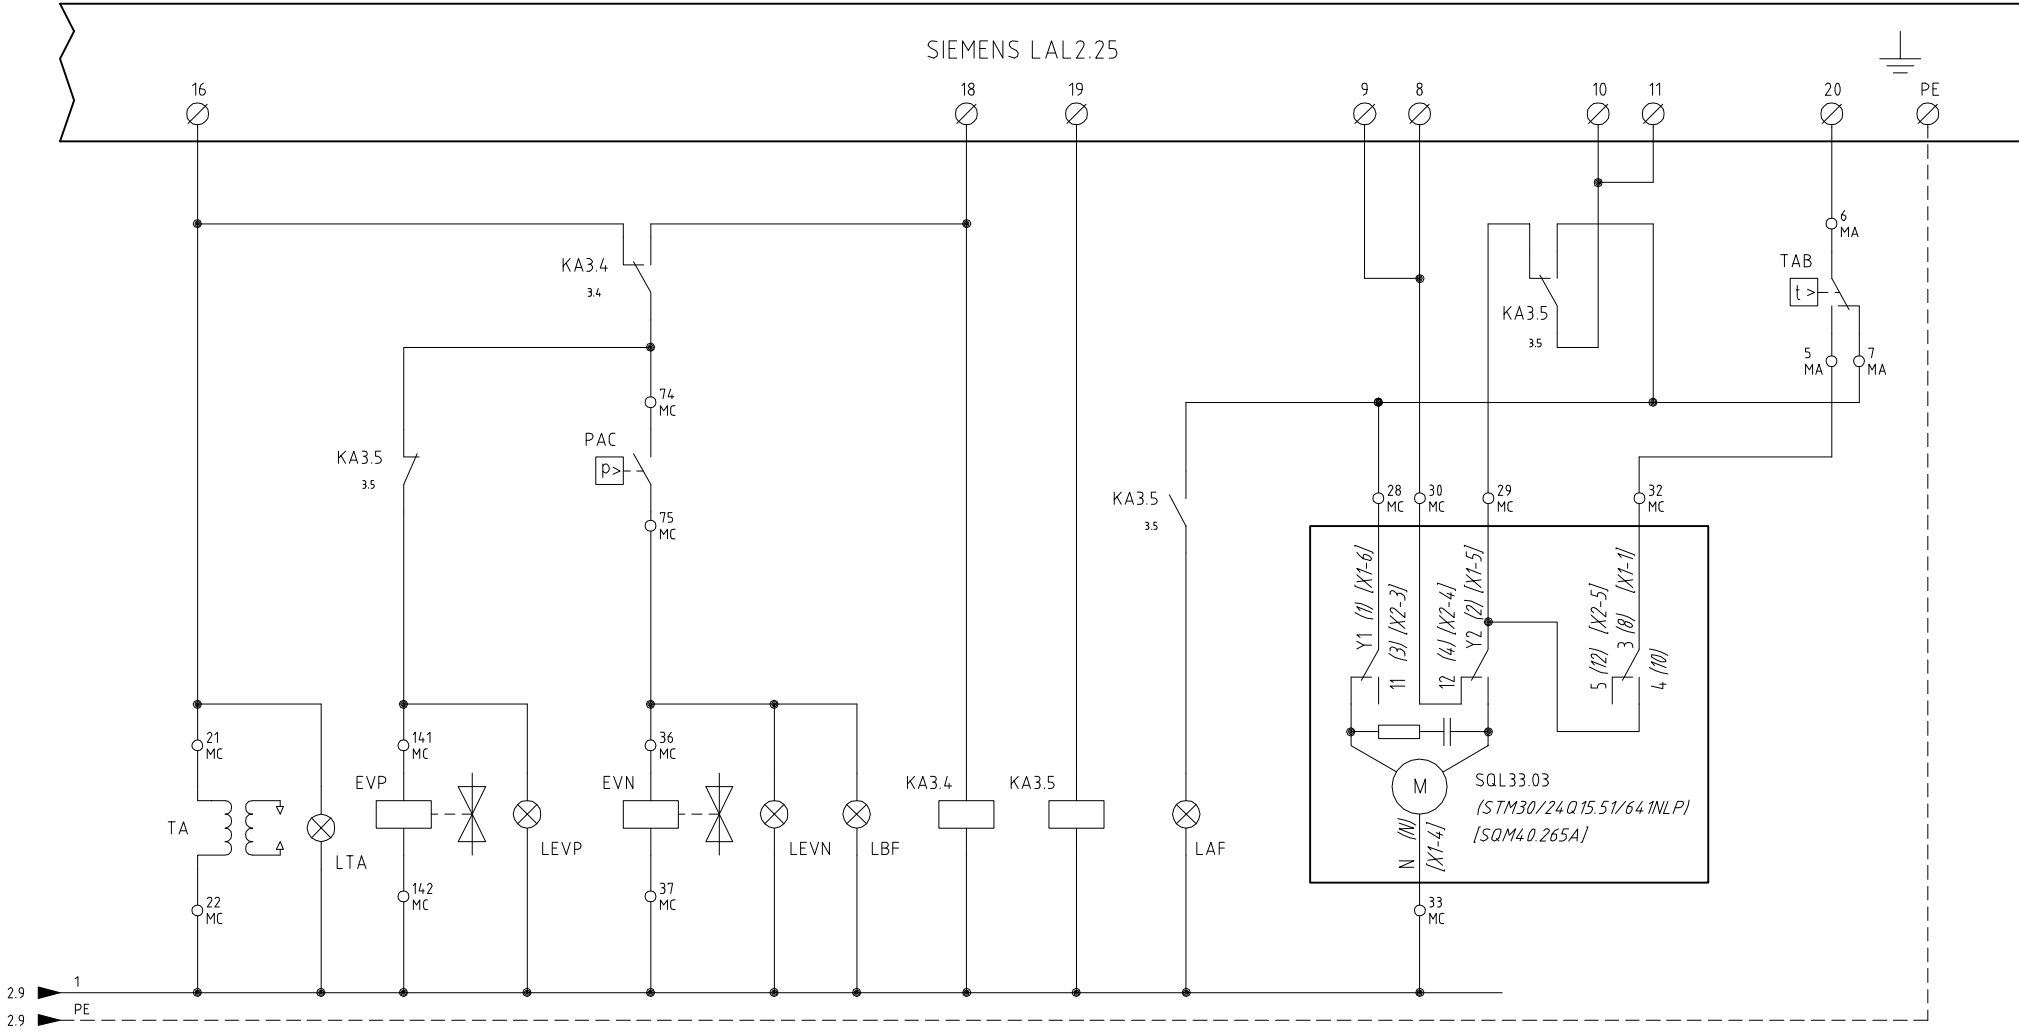 SIEMENS LAL2.25
16
18
19
9
8
10
11
20
PE
6
MA
KA3.4
3.4
TAB
t>
KA3.5
3.5
5
MA
7
MA
74
MC
PAC
p>
KA3.5
3.5
75
MC
KA3.5
3.5
28
MC
30
MC
29
MC
32
MC
Y1 (1) [X1-6]
11 (3) [X2-3]
12 (4) [X2-4]
Y2 (2) [X1-5]
5 (12) [X2-5]
3 (8) [X1-1]
4 (10)
21
MC
141
MC
36
MC
TA
LTA
EVP
LEVP
EVN
LEVN
LBF
KA3.4
KA3.5
LAF
M
SQL33.03
(STM30/24Q15.51/641NLP)
[SQM40.265A]
N (N)
[X1-4]
22
MC
142
MC
37
MC
33
MC
2.9
1
2.9
PE